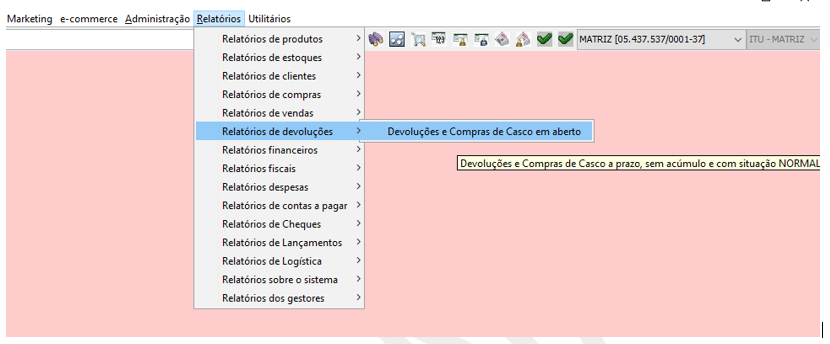 Marketing e-commerce Administração Relatórios Utilitários
MATRIZ [05.437.537/0001-37] ITU - MATRIZ
Relatórios de produtos
Relatórios de estoques
Relatórios de clientes
Relatórios de compras
Relatórios de vendas
Relatórios de devoluções
Devoluções e Compras de Casco em aberto
Relatórios financeiros
Devoluções e Compras de Casco a prazo, sem acúmulo e com situação NORMAL
Relatórios fiscais
Relatórios despesas
Relatórios de contas a pagar
Relatórios de Cheques
Relatórios de Lançamentos
Relatórios de Logística
Relatórios sobre o sistema
Relatórios dos gestores